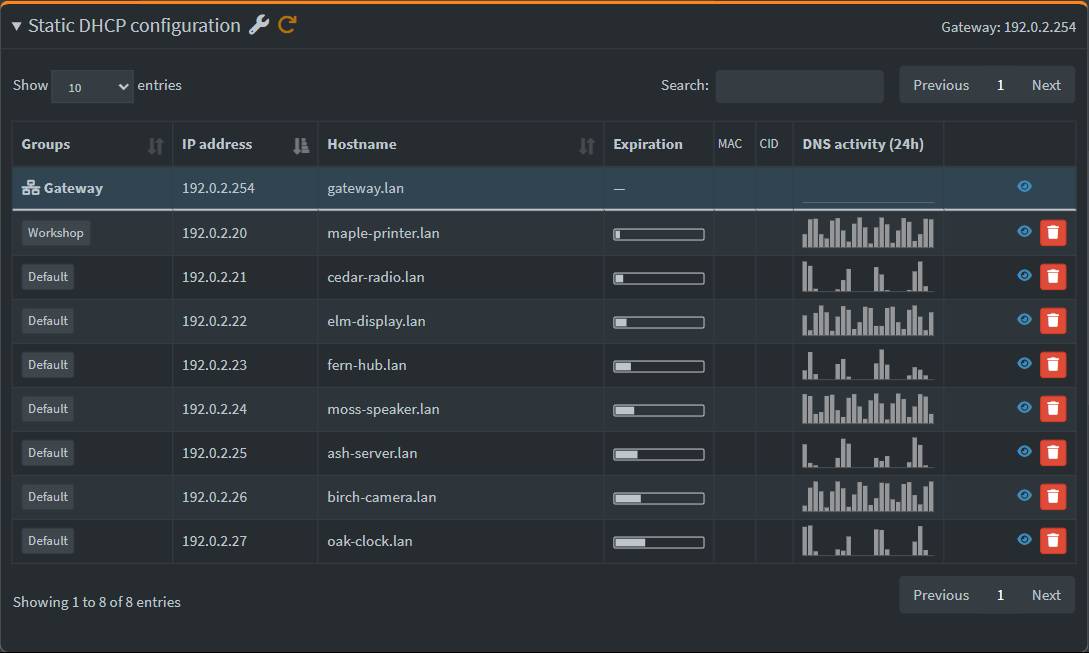 Static DHCP configuration
Gateway: 192.0.2.254
Show 10 entries
Search:
Previous 1 Next
Groups IP address Hostname Expiration MAC CID DNS activity (24h)
Gateway 192.0.2.254 gateway.lan —
Workshop 192.0.2.20 maple-printer.lan
Default 192.0.2.21 cedar-radio.lan
Default 192.0.2.22 elm-display.lan
Default 192.0.2.23 fern-hub.lan
Default 192.0.2.24 moss-speaker.lan
Default 192.0.2.25 ash-server.lan
Default 192.0.2.26 birch-camera.lan
Default 192.0.2.27 oak-clock.lan
Showing 1 to 8 of 8 entries
Previous 1 Next